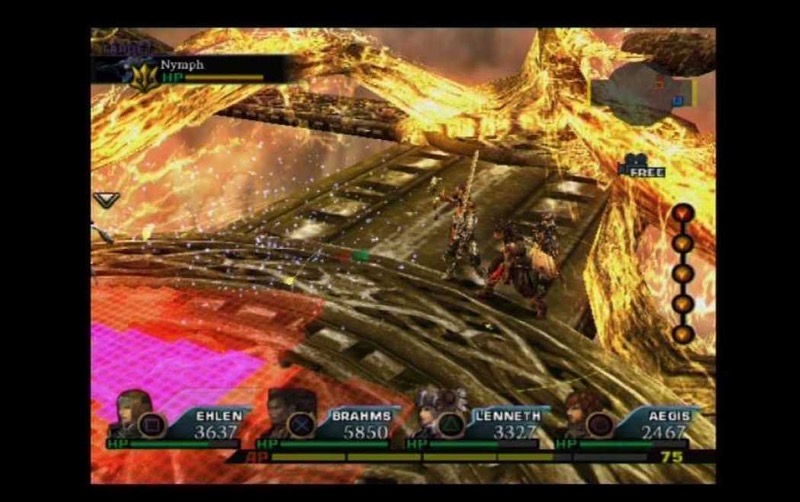 TARGET
Nymph
HP
FREE
EHLEN
3637
HP
BRAHMS
5850
HP
LENNETH
3327
HP
AEGIS
2467
HP
AP
75